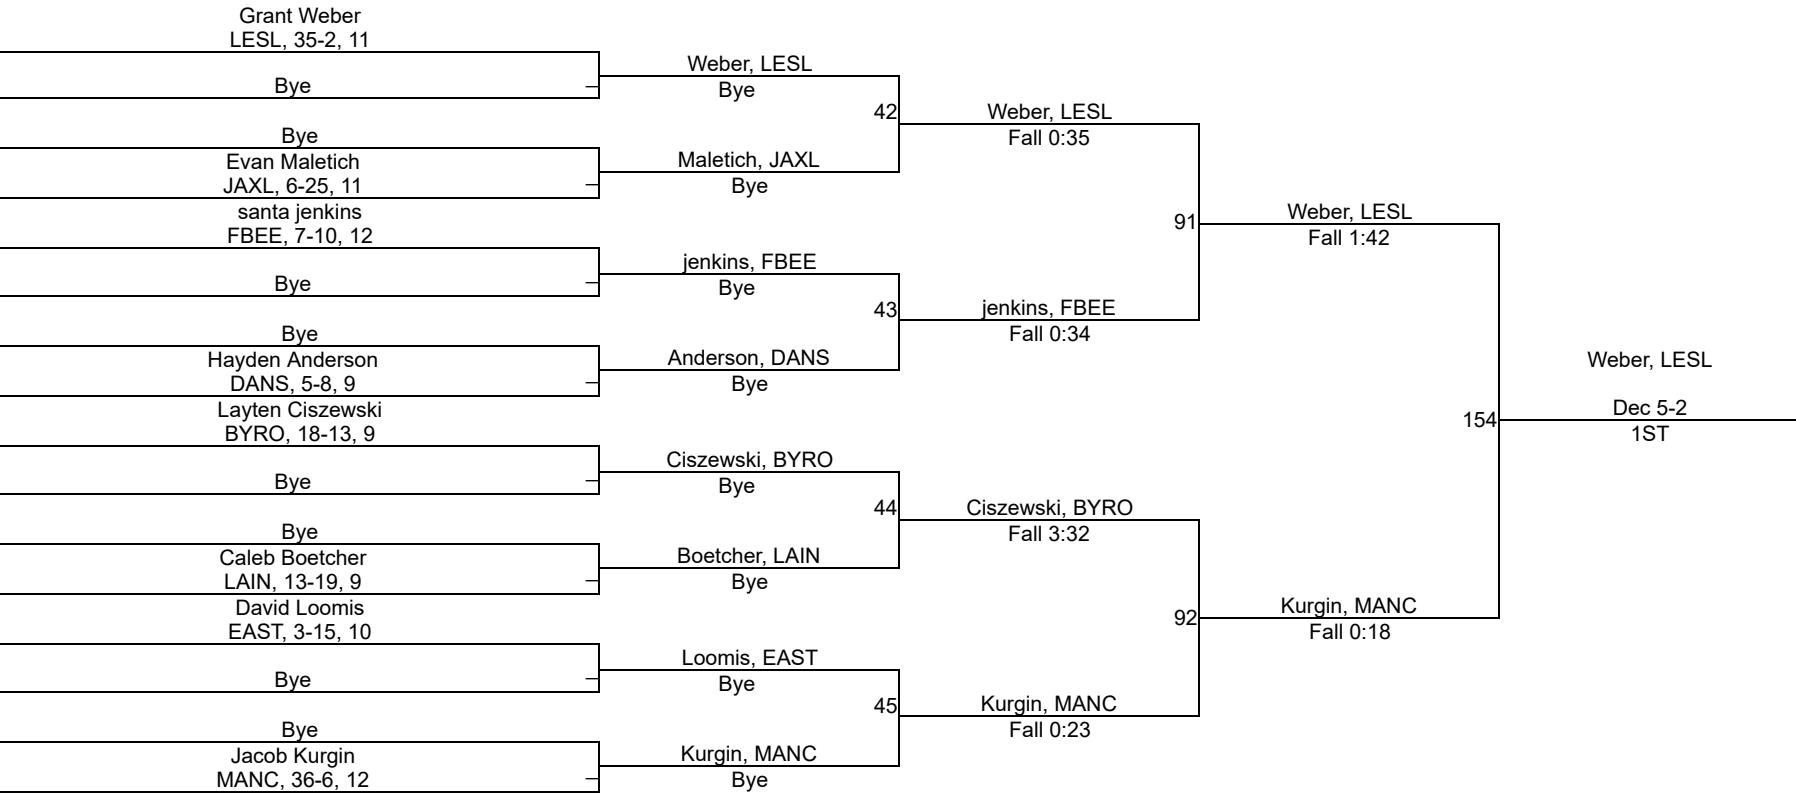 Grant Weber
LESL, 35-2, 11
Bye
Bye
Evan Maletich
JAXL, 6-25, 11
santa jenkins
FBEE, 7-10, 12
Bye
Bye
Hayden Anderson
DANS, 5-8, 9
Layten Ciszewski
BYRO, 18-13, 9
Bye
Bye
Caleb Boetcher
LAIN, 13-19, 9
David Loomis
EAST, 3-15, 10
Bye
Bye
Jacob Kurgin
MANC, 36-6, 12
Weber, LESL
Bye
42
Maletich, JAXL
Bye
jenkins, FBEE
Bye
43
Anderson, DANS
Bye
Ciszewski, BYRO
Bye
44
Boetcher, LAIN
Bye
Loomis, EAST
Bye
45
Kurgin, MANC
Bye
Weber, LESL
Fall 0:35
91
jenkins, FBEE
Fall 0:34
Ciszewski, BYRO
Fall 3:32
92
Kurgin, MANC
Fall 0:23
Weber, LESL
Fall 1:42
154
Kurgin, MANC
Fall 0:18
Weber, LESL
Dec 5-2
1ST